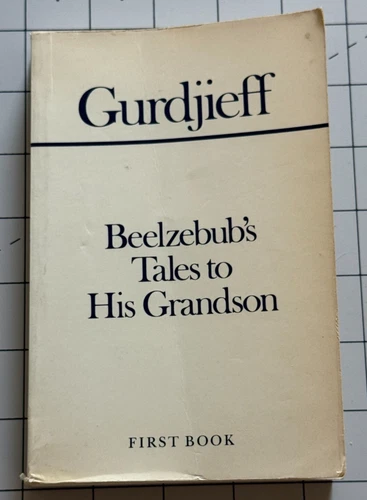 Gurdjieff
Beelzebub's
Tales to
His Grandson
FIRST BOOK